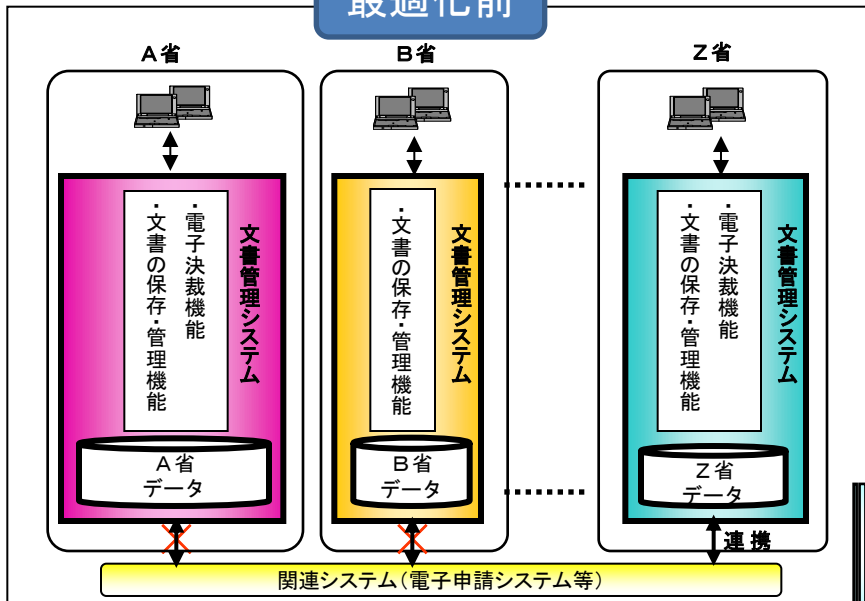 最適化前
A省
B省
Z省
文書管理システム
・電子決裁機能
・文書の保存・管理機能
A省
データ
文書管理システム
・文書の保存・管理機能
B省
データ
文書管理システム
・電子決裁機能
・文書の保存・管理機能
Z省
データ
連携
関連システム(電子申請システム等)